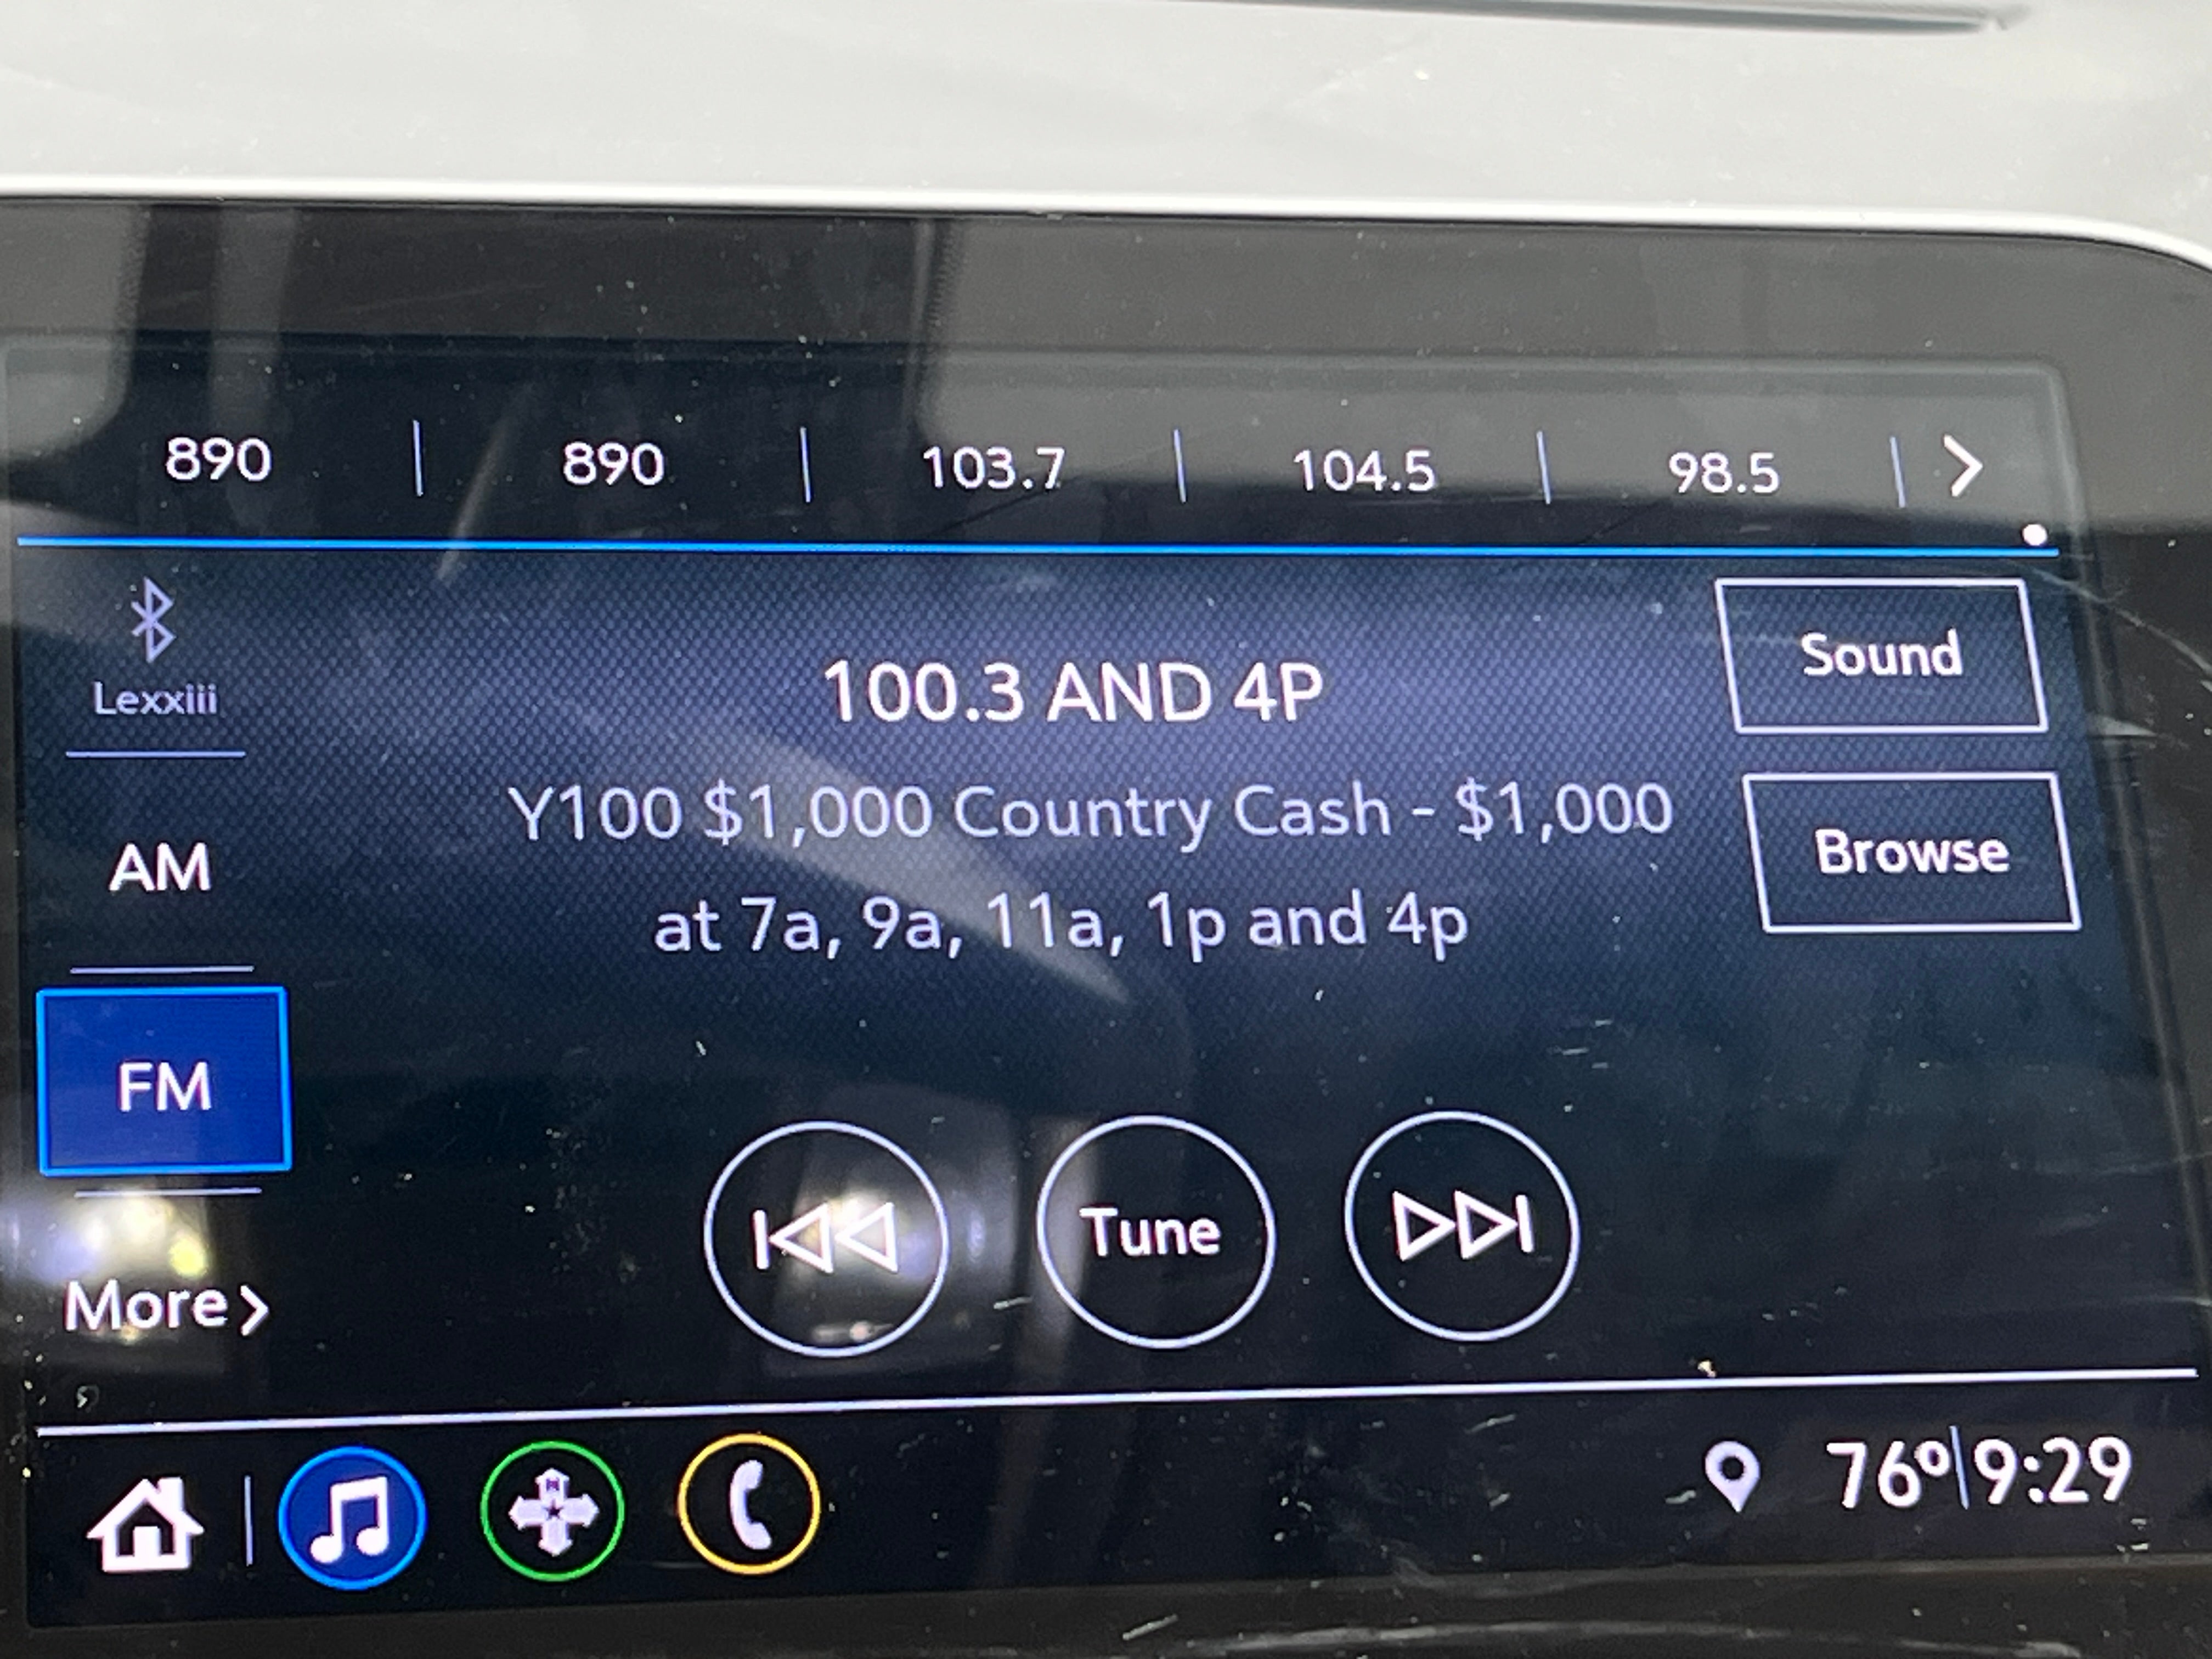 890 | 890 | 103.7 | 104.5 | 98.5
Lexxiii
100.3 AND 4P
Sound
Y100 $1,000 Country Cash - $1,000
at 7a, 9a, 11a, 1p and 4p
Browse
AM
FM
Tune
More
N
76º|9:29